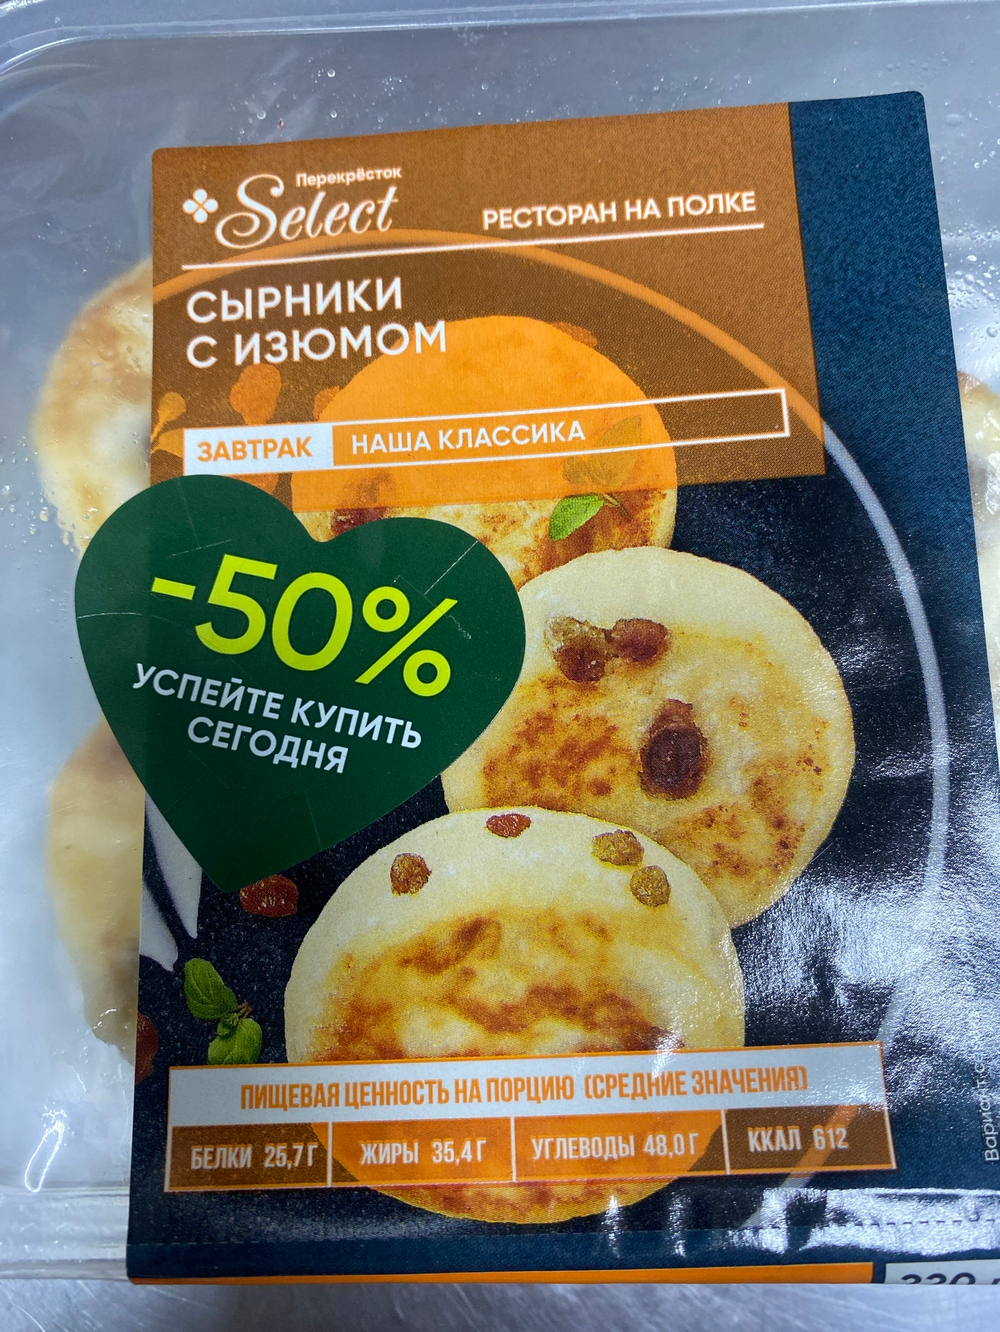 Перекрёсток
Select
РЕСТОРАН НА ПОЛКЕ
СЫРНИКИ
С ИЗЮМОМ
ЗАВТРАК НАША КЛАССИКА
-50%
УСПЕЙТЕ КУПИТЬ
СЕГОДНЯ
ПИЩЕВАЯ ЦЕННОСТЬ НА ПОРЦИЮ (СРЕДНИЕ ЗНАЧЕНИЯ)
БЕЛКИ 25,7 Г ЖИРЫ 35,4 Г УГЛЕВОДЫ 48,0 Г ККАЛ 612